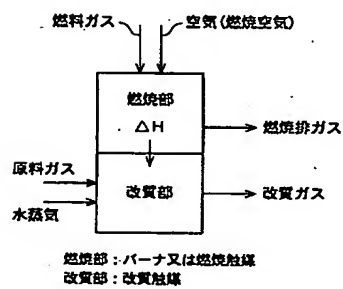 燃料ガス
空気(燃焼空気)
燃焼部
△H
燃焼排ガス
原料ガス
改質部
改質ガス
水蒸気
燃焼部:バーナ又は燃焼触媒
改質部:改質触媒